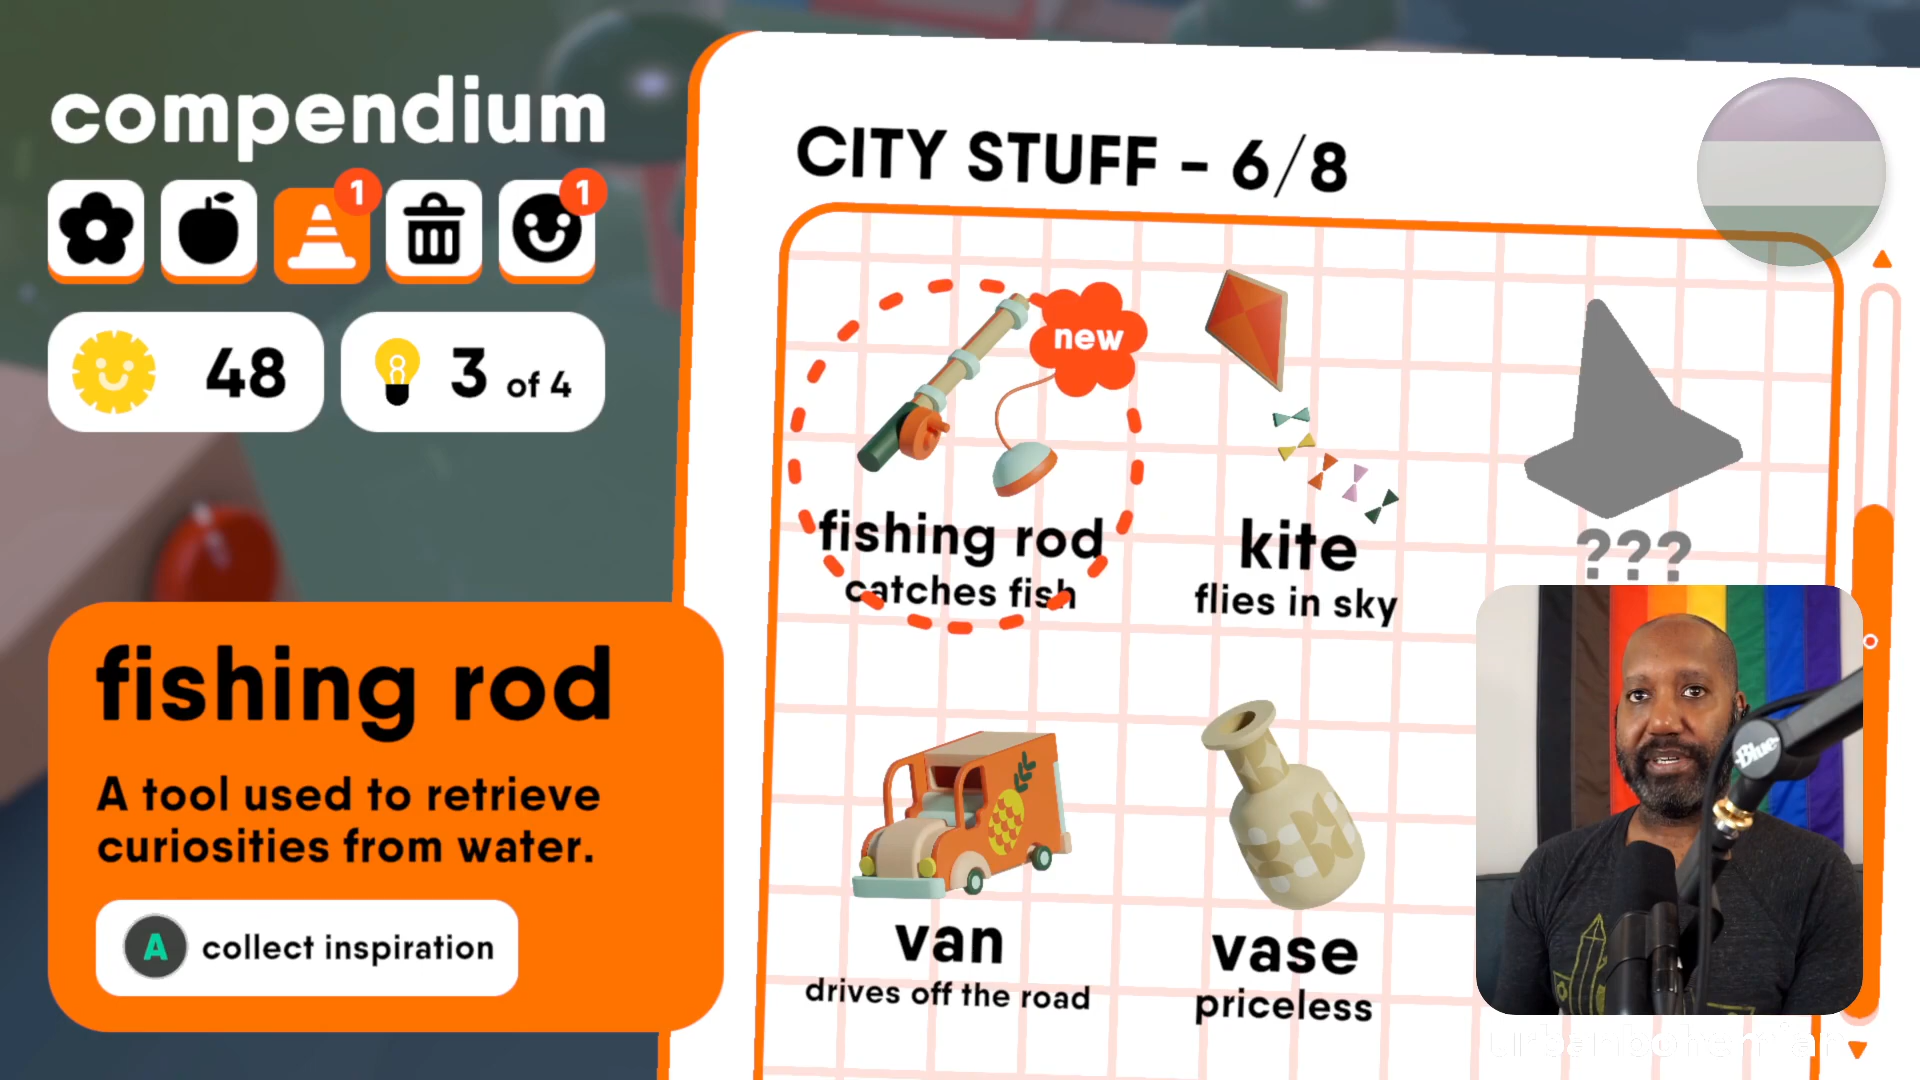 compendium
1
1
48
3 of 4
CITY STUFF - 6/8
new
fishing rod
catches fish
kite
flies in sky
???
van
drives off the road
vase
priceless
fishing rod
A tool used to retrieve
curiosities from water.
A collect inspiration
Blue
urbanbohemian